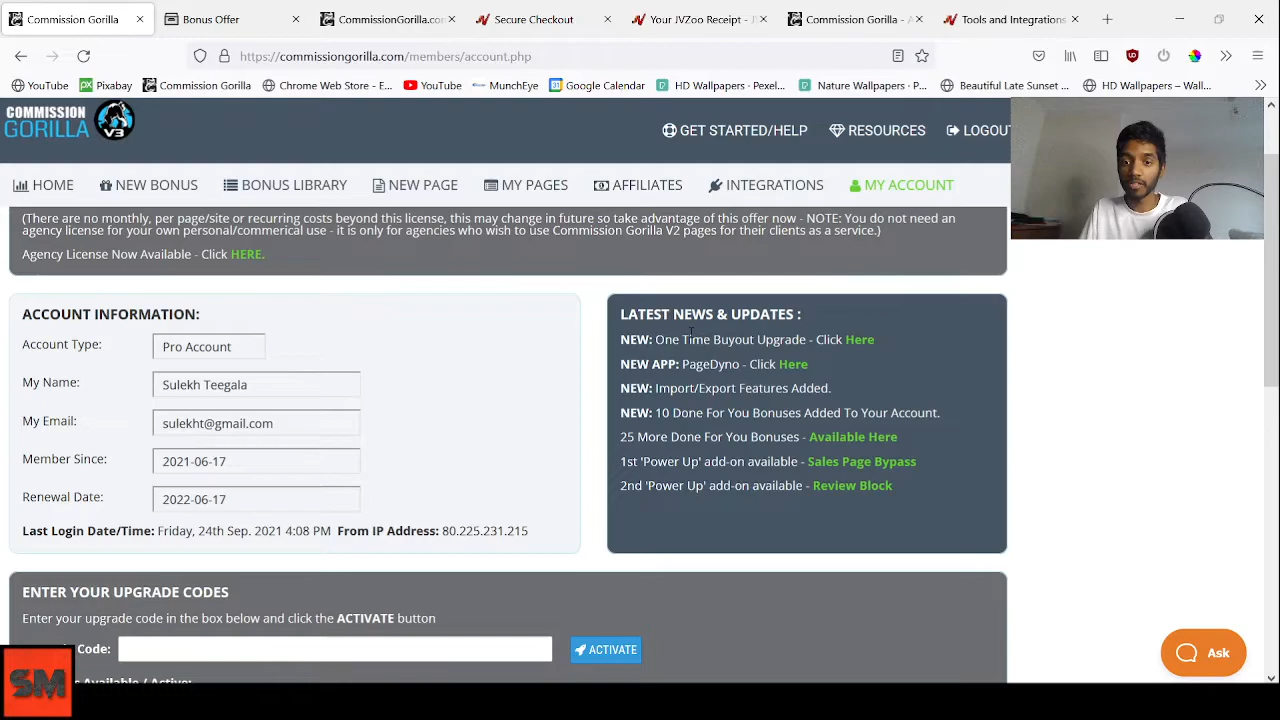 Commission Gorilla
Bonus Offer
CommissionGorilla.com
Secure Checkout
Your JVZoo Receipt - J
Commission Gorilla - A
Tools and Integrations
https://commissiongorilla.com/members/account.php
YouTube
Pixabay
Commission Gorilla
Chrome Web Store - E...
YouTube
MunchEye
Google Calendar
HD Wallpapers · Pexel...
Nature Wallpapers · P...
Beautiful Late Sunset ...
HD Wallpapers – Wall...
COMMISSION
GORILLA
V3
GET STARTED/HELP
RESOURCES
LOGOU
HOME
NEW BONUS
BONUS LIBRARY
NEW PAGE
MY PAGES
AFFILIATES
INTEGRATIONS
MY ACCOUNT
(There are no monthly, per page/site or recurring costs beyond this license, this may change in future so take advantage of this offer now - NOTE: You do not need an
agency license for your own personal/commerical use - it is only for agencies who wish to use Commission Gorilla V2 pages for their clients as a service.)
Agency License Now Available - Click HERE.
ACCOUNT INFORMATION:
Account Type: Pro Account
My Name: Sulekh Teegala
My Email: sulekht@gmail.com
Member Since: 2021-06-17
Renewal Date: 2022-06-17
Last Login Date/Time: Friday, 24th Sep. 2021 4:08 PM From IP Address: 80.225.231.215
LATEST NEWS & UPDATES :
NEW: One Time Buyout Upgrade - Click Here
NEW APP: PageDyno - Click Here
NEW: Import/Export Features Added.
NEW: 10 Done For You Bonuses Added To Your Account.
25 More Done For You Bonuses - Available Here
1st 'Power Up' add-on available - Sales Page Bypass
2nd 'Power Up' add-on available - Review Block
ENTER YOUR UPGRADE CODES
Enter your upgrade code in the box below and click the ACTIVATE button
Code:
ACTIVATE
Available / Active:
Ask
SM